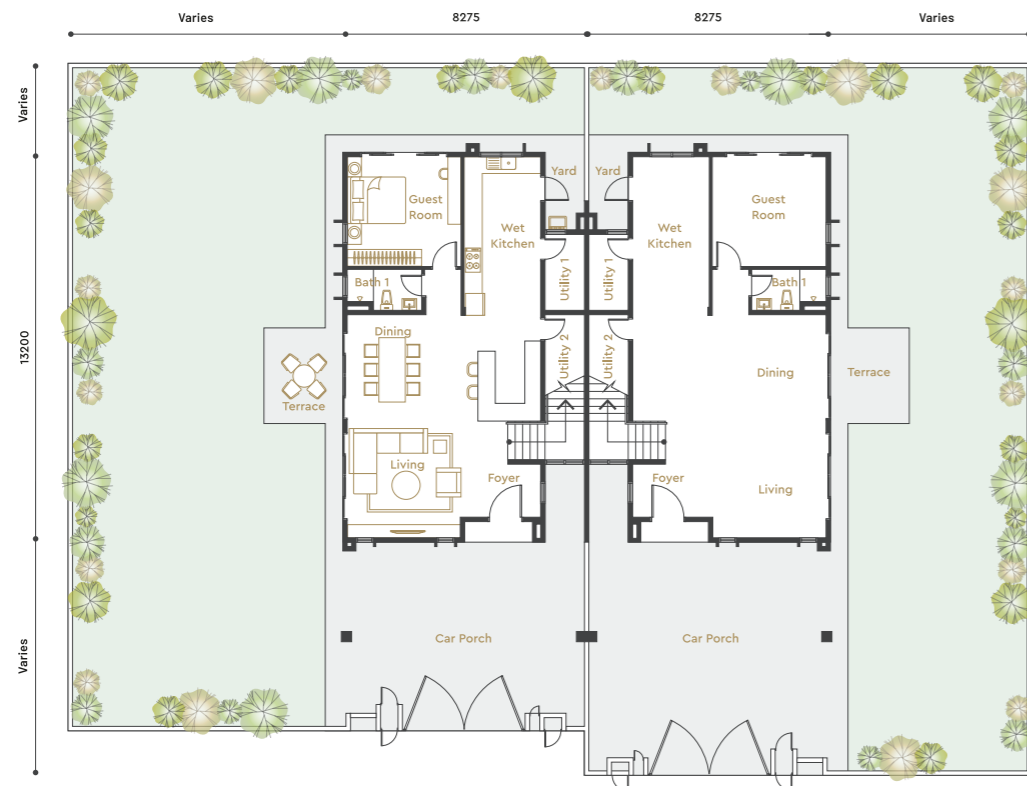 Varies
8275
8275
Varies
Varies
13200
Varies
Guest
Room
Wet
Kitchen
Yard
Yard
Wet
Kitchen
Guest
Room
Bath 1
Utility 1
Utility 1
Bath 1
Dining
Utility 2
Utility 2
Dining
Terrace
Terrace
Living
Foyer
Foyer
Living
Car Porch
Car Porch